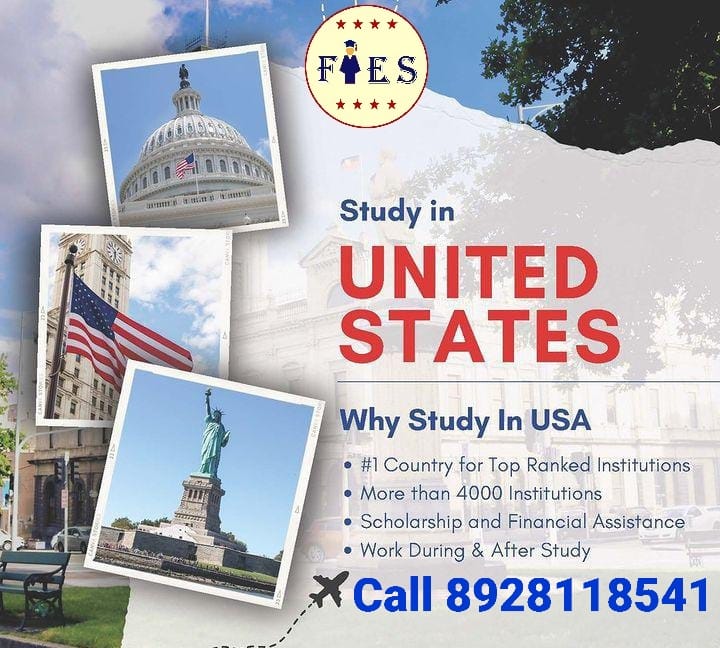 FIES
Study in
UNITED
STATES
Why Study In USA
#1 Country for Top Ranked Institutions
More than 4000 Institutions
Scholarship and Financial Assistance
Work During & After Study
Call 8928118541